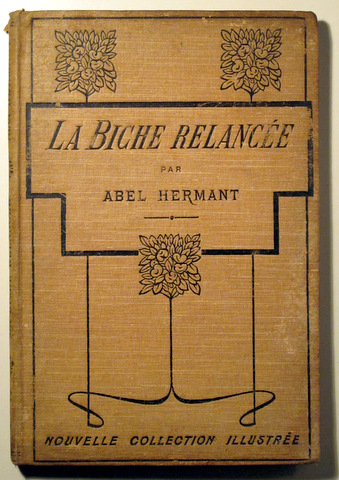 LA BICHE RELANCÉE
PAR
ABEL HERMANT
NOUVELLE COLLECTION ILLUSTRÉE